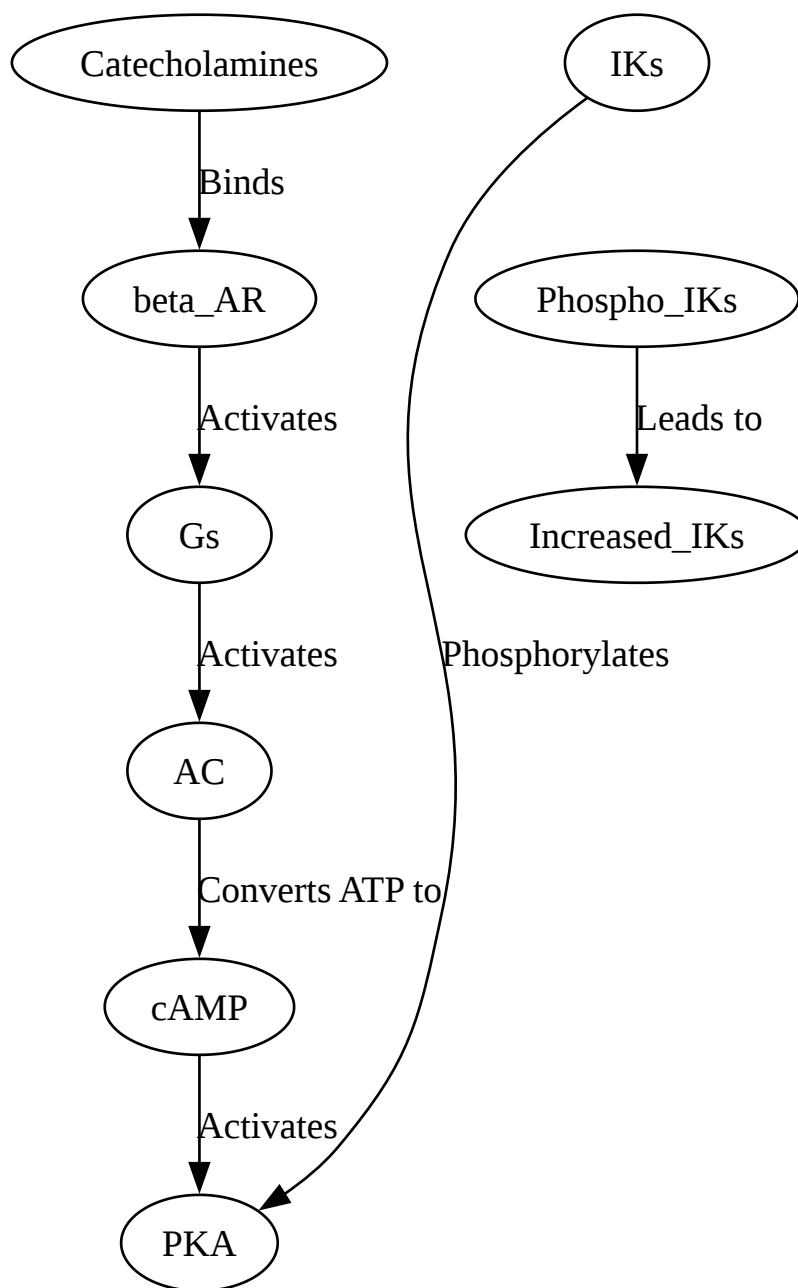 Catecholamines
IKs
Binds
beta_AR
Phospho_IKs
Activates
Leads to
Gs
Increased_IKs
Activates
Phosphorylates
AC
Converts ATP to
cAMP
Activates
PKA